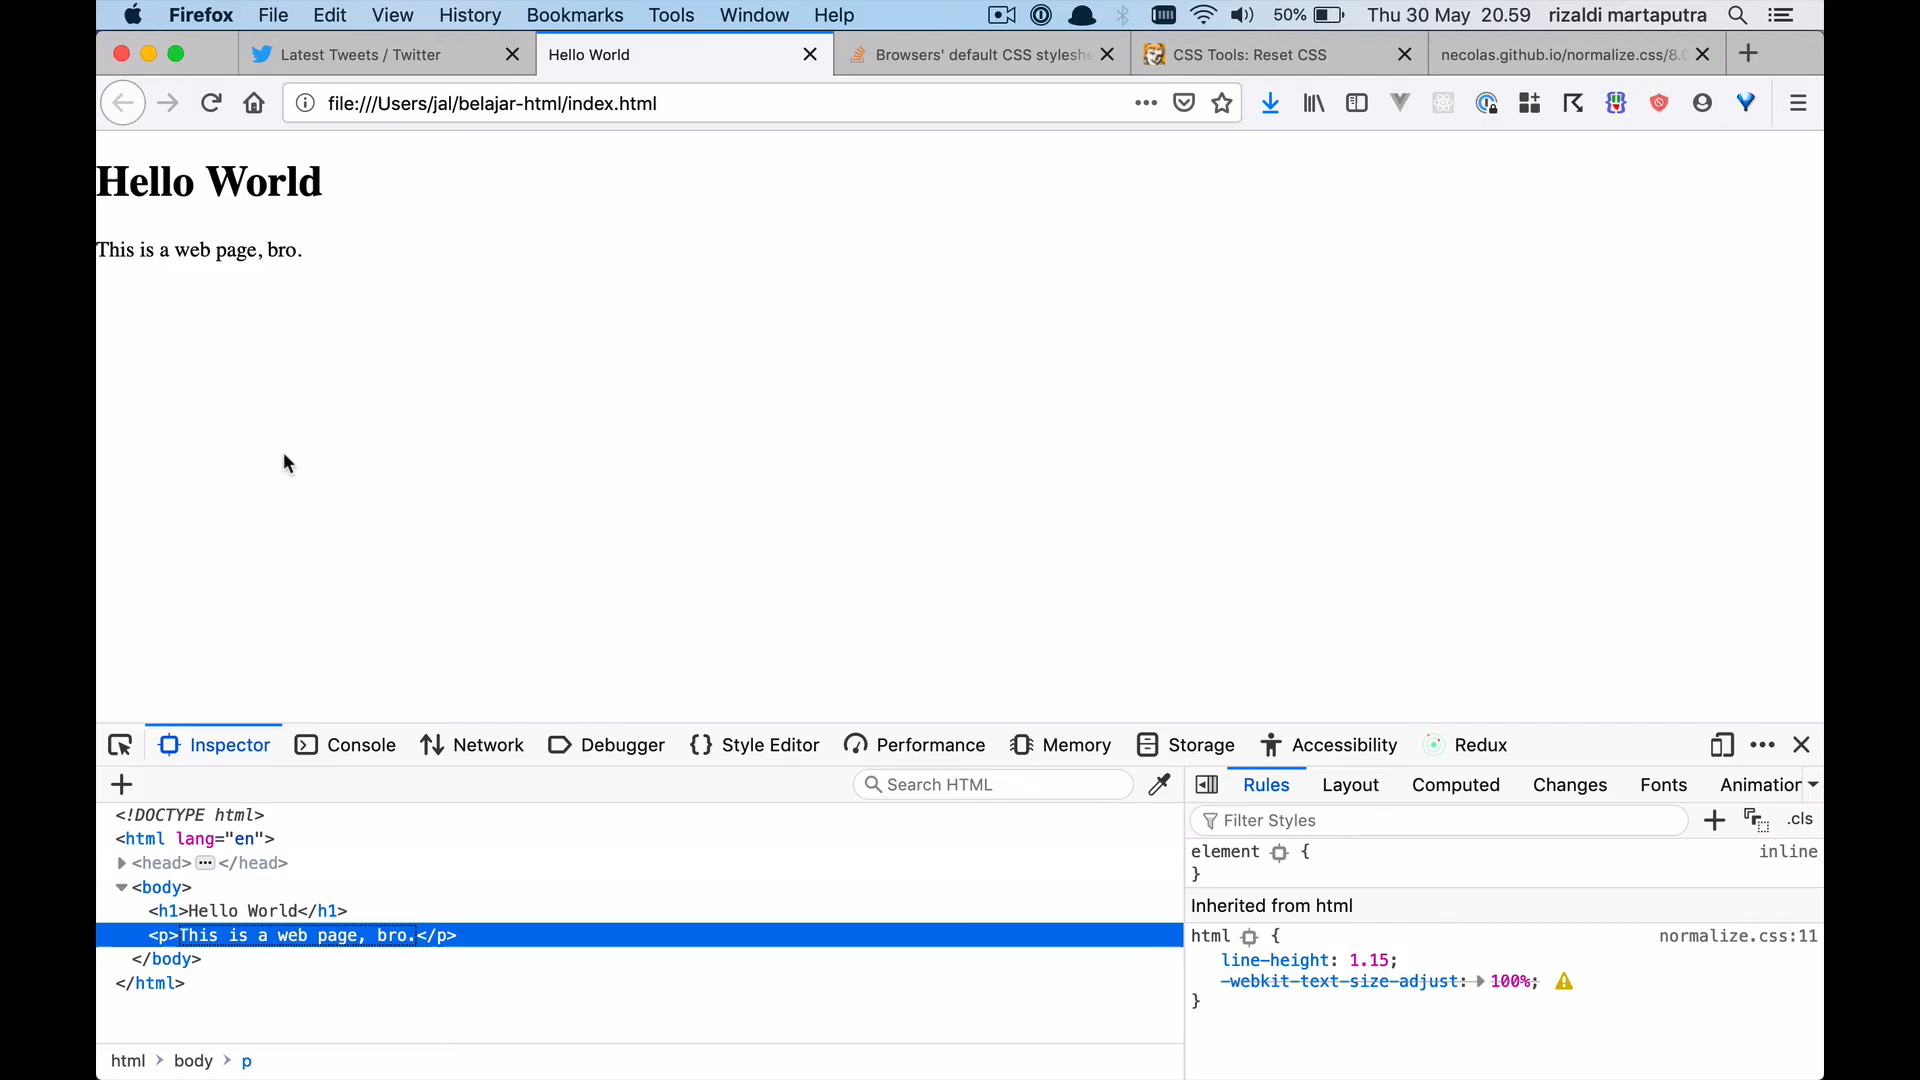 Firefox File Edit View History Bookmarks Tools Window Help 50% Thu 30 May 20.59 rizaldi martaputra
Latest Tweets / Twitter Hello World Browsers' default CSS styleshe CSS Tools: Reset CSS necolas.github.io/normalize.css/8.0
file:///Users/jal/belajar-html/index.html
Hello World
This is a web page, bro.
Inspector Console Network Debugger Style Editor Performance Memory Storage Accessibility Redux
Search HTML Rules Layout Computed Changes Fonts Animation
<!DOCTYPE html>
<html lang="en">
<head></head>
<body>
<h1>Hello World</h1>
<p>This is a web page, bro.</p>
</body>
</html>
html > body > p
Filter Styles + .cls
element { inline
}
Inherited from html
html { normalize.css:11
line-height: 1.15;
-webkit-text-size-adjust: 100%;
}